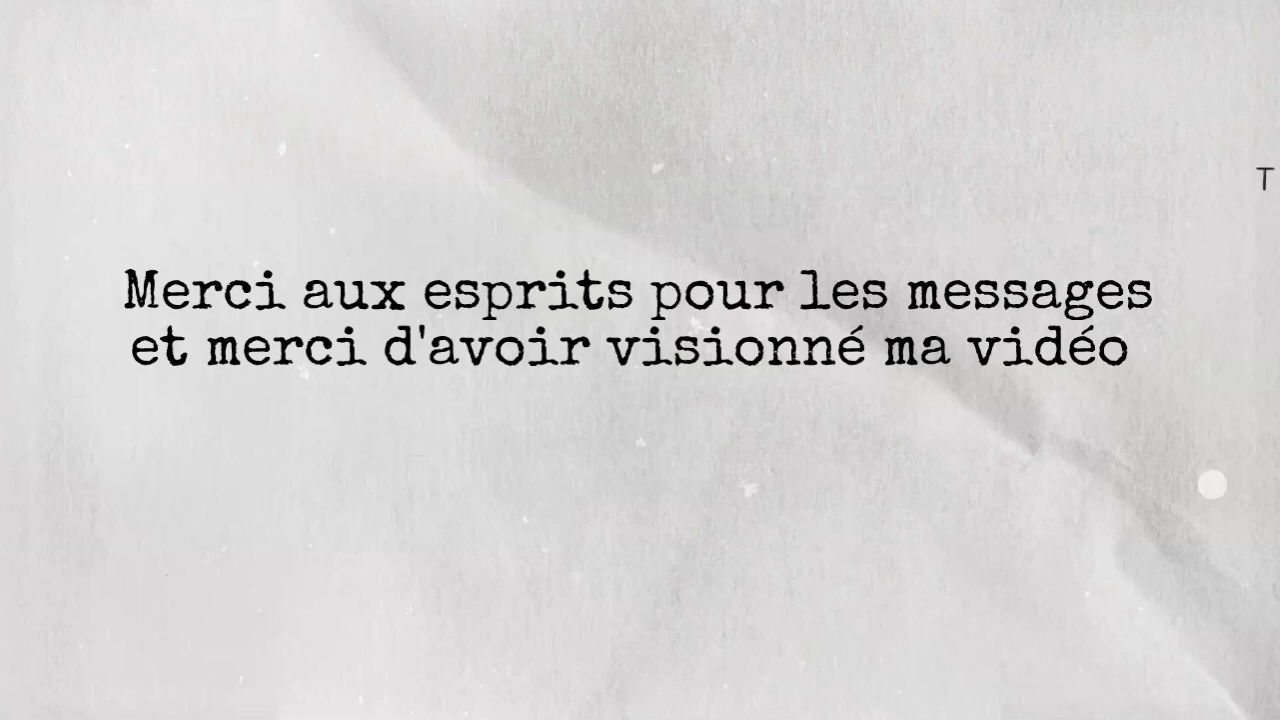 T
Merci aux esprits pour les messages
et merci d'avoir visionné ma vidéo